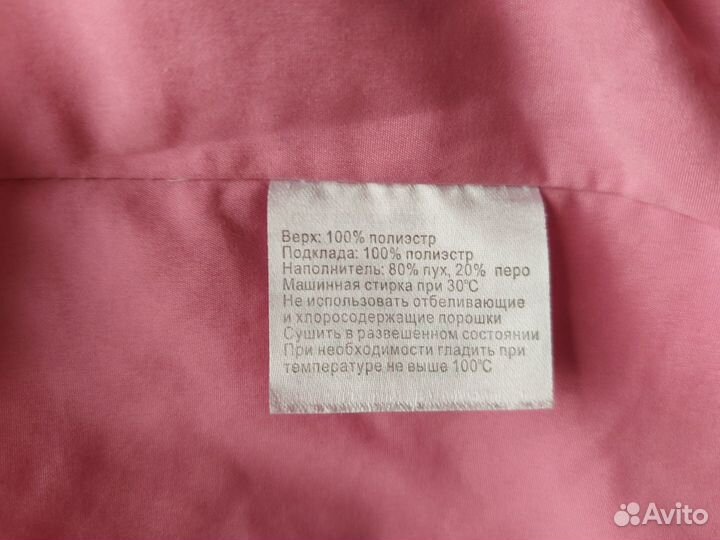 Верх: 100% полиэстр
Подклада: 100% полиэстр
Наполнитель: 80% пух, 20% перо
Машинная стирка при 30°C
Не использовать отбеливающие
и хлоросодержащие порошки
Сушить в развешенном состоянии
При необходимости гладить при
температуре не выше 100°C
Avito